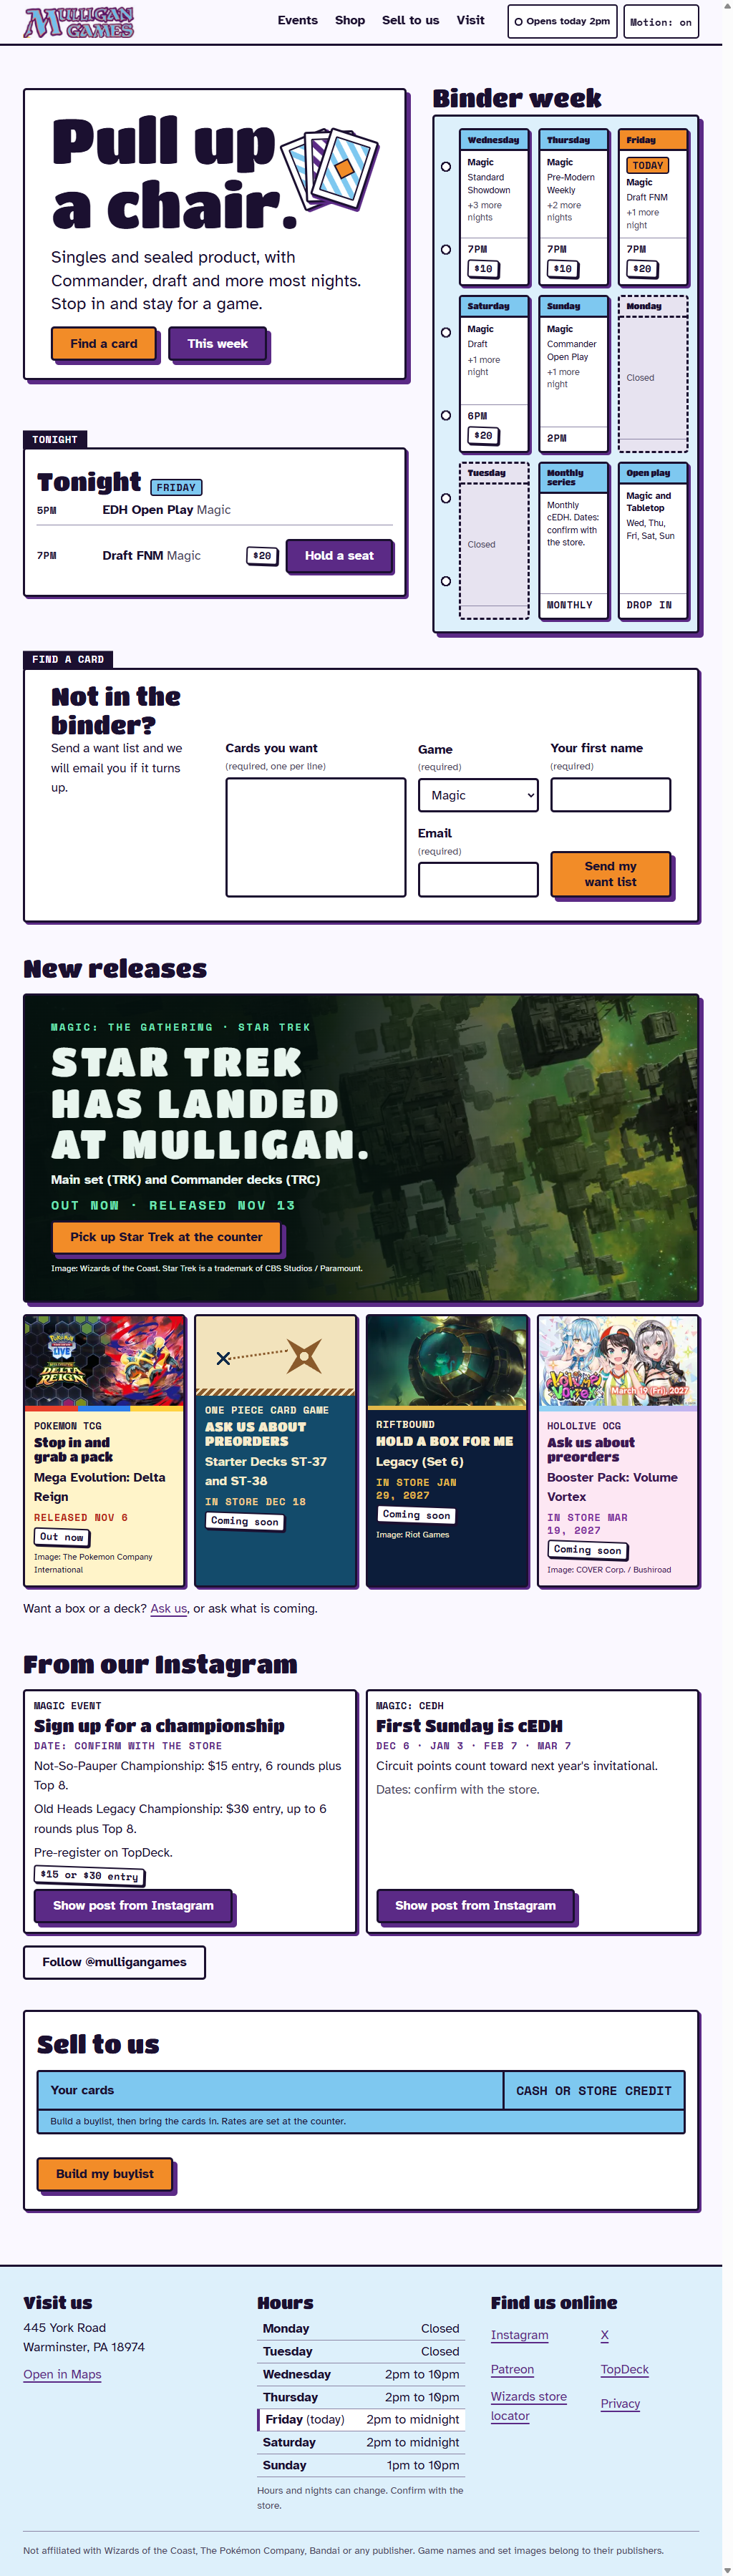 MULLIGAN
GAMES
Events
Shop
Sell to us
Visit
Opens today 2pm
Motion: on
Pull up
a chair.
Singles and sealed product, with
Commander, draft and more most nights.
Stop in and stay for a game.
Find a card
This week
Binder week
Wednesday
Magic
Standard
Showdown
+3 more
nights
7PM
$10
Thursday
Magic
Pre-Modern
Weekly
+2 more
nights
7PM
$10
Friday
TODAY
Magic
Draft FNM
+1 more
night
7PM
$20
Saturday
Magic
Draft
+1 more
night
6PM
$20
Sunday
Magic
Commander
Open Play
+1 more
night
2PM
Monday
Closed
Tuesday
Closed
Monthly
series
Monthly
cEDH. Dates:
confirm with
the store.
MONTHLY
Open play
Magic and
Tabletop
Wed, Thu,
Fri, Sat, Sun
DROP IN
TONIGHT
Tonight
FRIDAY
5PM
EDH Open Play Magic
7PM
Draft FNM Magic
$20
Hold a seat
FIND A CARD
Not in the
binder?
Send a want list and we
will email you if it turns
up.
Cards you want
(required, one per line)
Game
(required)
Magic
Your first name
(required)
Email
(required)
Send my
want list
New releases
MAGIC: THE GATHERING · STAR TREK
STAR TREK
HAS LANDED
AT MULLIGAN.
Main set (TRK) and Commander decks (TRC)
OUT NOW · RELEASED NOV 13
Pick up Star Trek at the counter
Image: Wizards of the Coast. Star Trek is a trademark of CBS Studios / Paramount.
Pokémon
LIVE
DELTA
REIGN
POKEMON TCG
Stop in and
grab a pack
Mega Evolution: Delta
Reign
RELEASED NOV 6
Out now
Image: The Pokemon Company
International
ONE PIECE CARD GAME
ASK US ABOUT
PREORDERS
Starter Decks ST-37
and ST-38
IN STORE DEC 18
Coming soon
RIFTBOUND
HOLD A BOX FOR ME
Legacy (Set 6)
IN STORE JAN
29, 2027
Coming soon
Image: Riot Games
Volume
Vortex
March 19 (Fri), 2027
HOLOLIVE OCG
Ask us about
preorders
Booster Pack: Volume
Vortex
IN STORE MAR
19, 2027
Coming soon
Image: COVER Corp. / Bushiroad
Want a box or a deck? Ask us, or ask what is coming.
From our Instagram
MAGIC EVENT
Sign up for a championship
DATE: CONFIRM WITH THE STORE
Not-So-Pauper Championship: $15 entry, 6 rounds plus
Top 8.
Old Heads Legacy Championship: $30 entry, up to 6
rounds plus Top 8.
Pre-register on TopDeck.
$15 or $30 entry
Show post from Instagram
MAGIC: CEDH
First Sunday is cEDH
DEC 6 · JAN 3 · FEB 7 · MAR 7
Circuit points count toward next year's invitational.
Dates: confirm with the store.
Show post from Instagram
Follow @mulligangames
Sell to us
Your cards
CASH OR STORE CREDIT
Build a buylist, then bring the cards in. Rates are set at the counter.
Build my buylist
Visit us
445 York Road
Warminster, PA 18974
Open in Maps
Hours
Monday Closed
Tuesday Closed
Wednesday 2pm to 10pm
Thursday 2pm to 10pm
Friday (today) 2pm to midnight
Saturday 2pm to midnight
Sunday 1pm to 10pm
Hours and nights can change. Confirm with the
store.
Find us online
Instagram
X
Patreon
TopDeck
Wizards store
locator
Privacy
Not affiliated with Wizards of the Coast, The Pokémon Company, Bandai or any publisher. Game names and set images belong to their publishers.